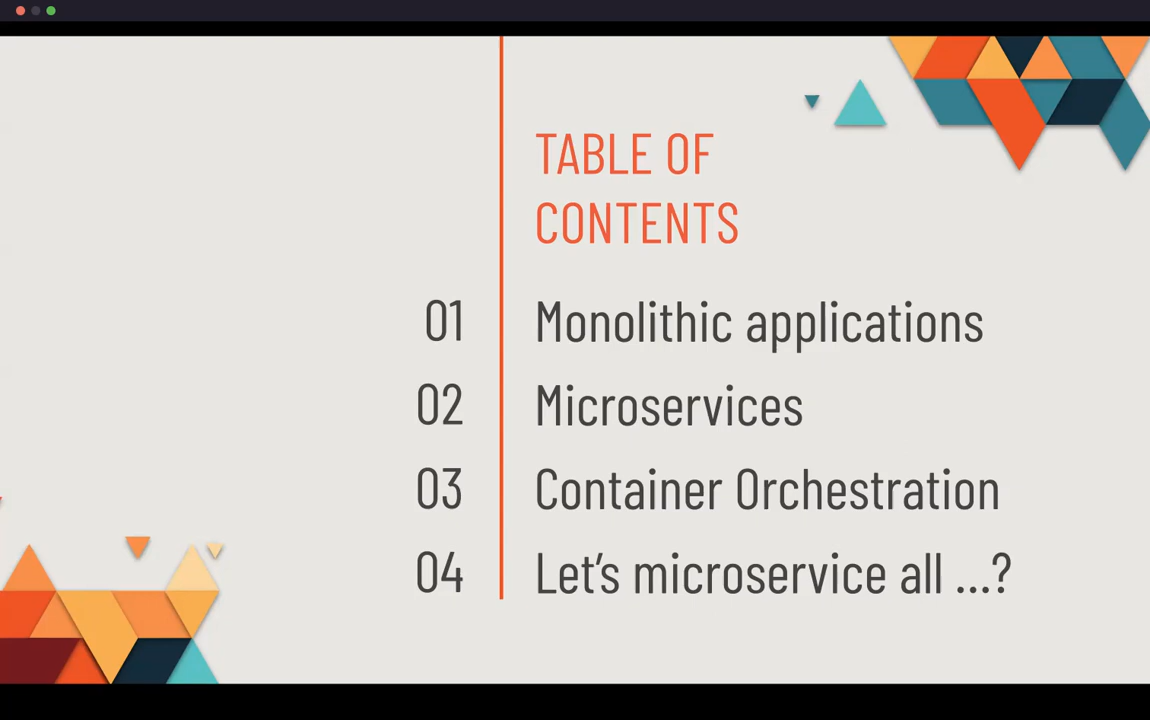 TABLE OF
CONTENTS
01 Monolithic applications
02 Microservices
03 Container Orchestration
04 Let’s microservice all ...?